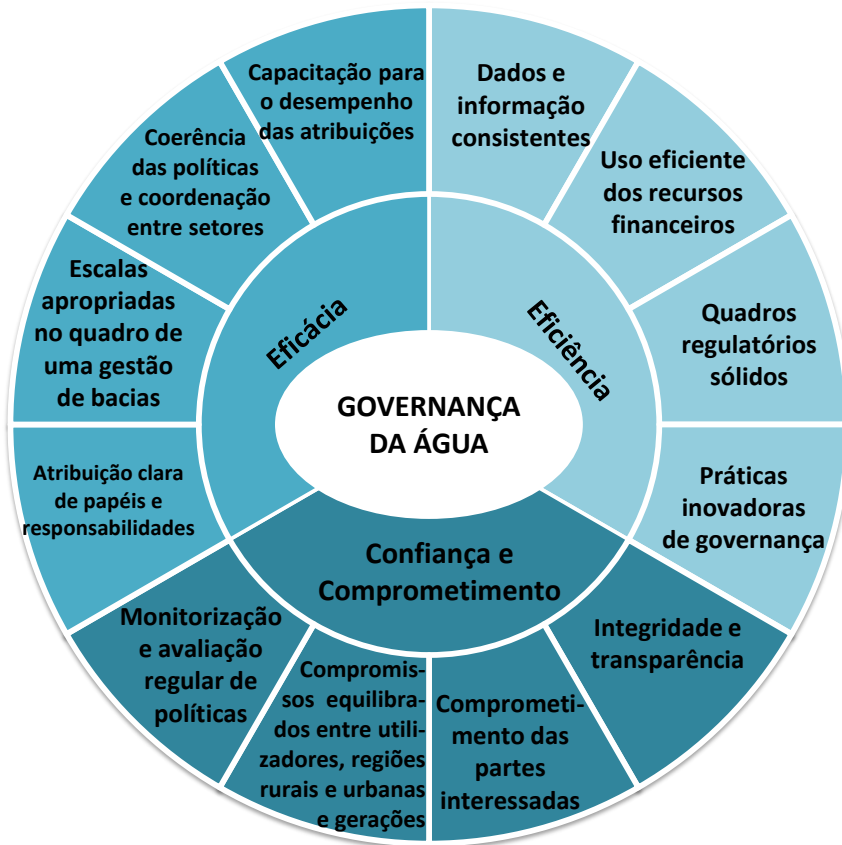 GOVERNANÇA
DA ÁGUA
Eficácia
Eficiência
Confiança e
Comprometimento
Capacitação para
o desempenho
das atribuições
Dados e
informação
consistentes
Uso eficiente
dos recursos
financeiros
Quadros
regulatórios
sólidos
Práticas
inovadoras
de governança
Integridade e
transparência
Comprometi-
mento das
partes
interessadas
Compromis-
sos equilibra-
dos entre utili-
zadores, regiões
rurais e urbanas
e gerações
Monitorização
e avaliação
regular de
políticas
Atribuição clara
de papéis e
responsabilidades
Escalas
apropriadas
no quadro de
uma gestão
de bacias
Coerência
das políticas
e coordenação
entre setores